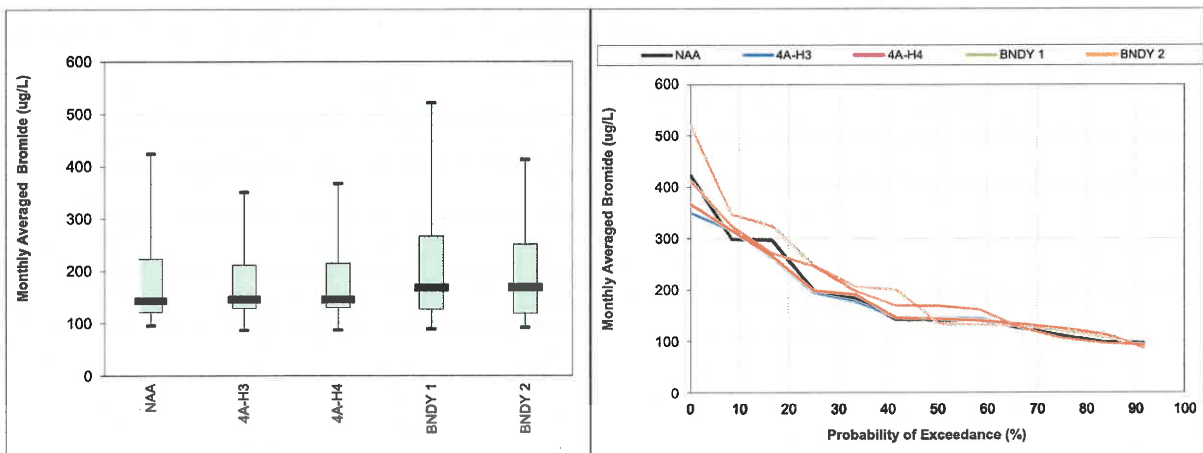 Monthly Averaged Bromide (ug/L)
600
500
400
300
200
100
0
NAA
4A-H3
4A-H4
BNDY 1
BNDY 2
NAA 4A-H3 4A-H4 BNDY 1 BNDY 2
Monthly Averaged Bromide (ug/L)
600
500
400
300
200
100
0
0 10 20 30 40 50 60 70 80 90 100
Probability of Exceedance (%)